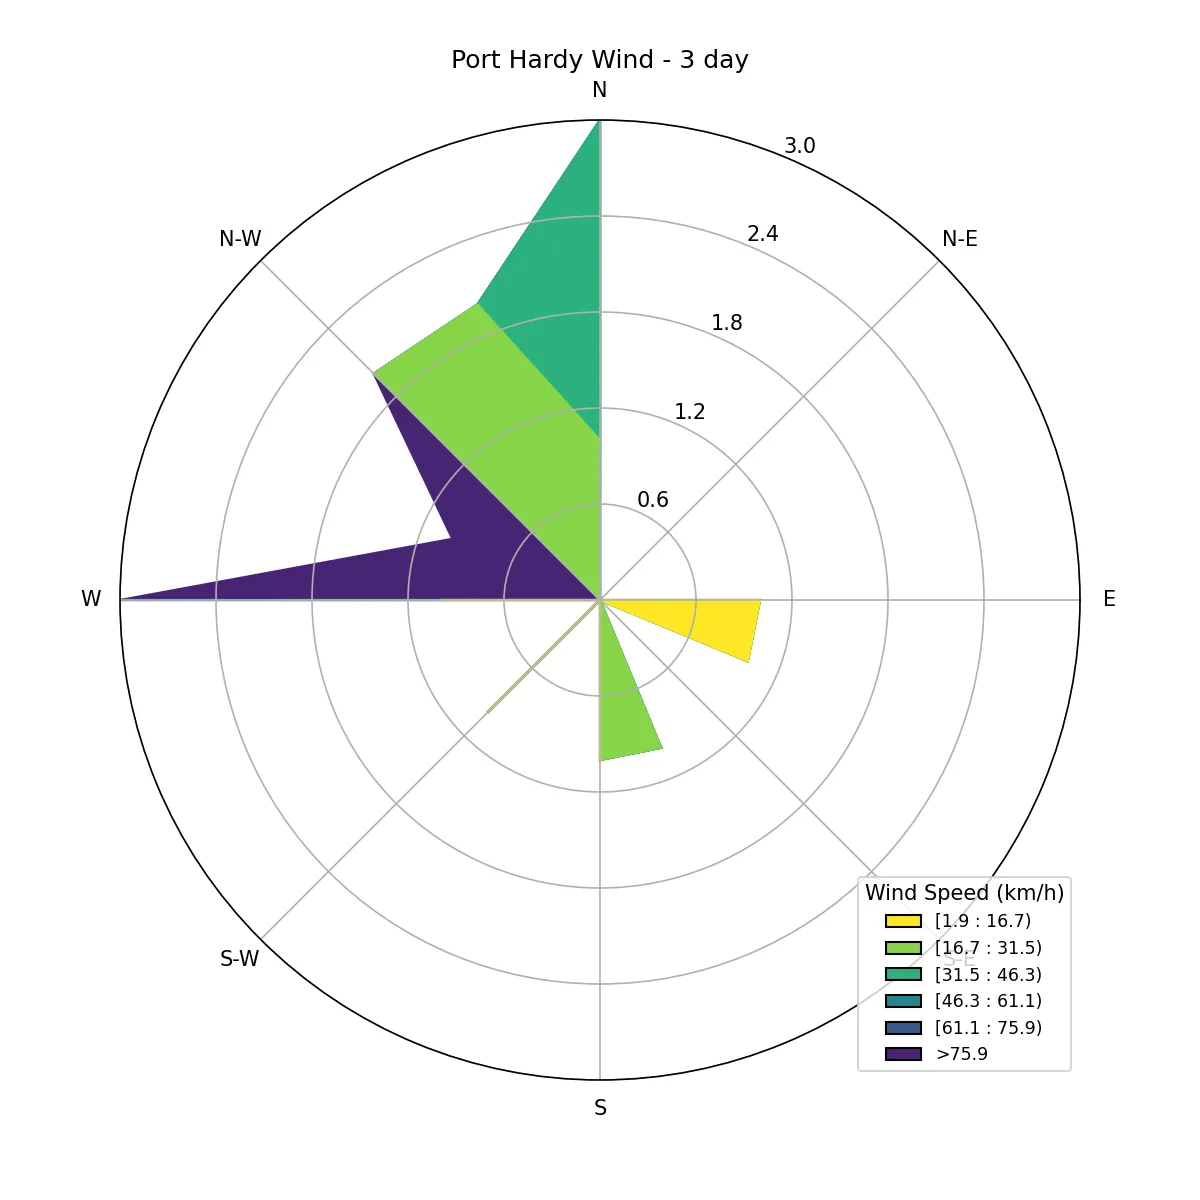 Port Hardy Wind - 3 day
N
3.0
N-W
2.4
N-E
1.8
1.2
0.6
W
E
Wind Speed (km/h)
[1.9 : 16.7)
[16.7 : 31.5)
S-W
S-E
[31.5 : 46.3)
[46.3 : 61.1)
[61.1 : 75.9)
>75.9
S